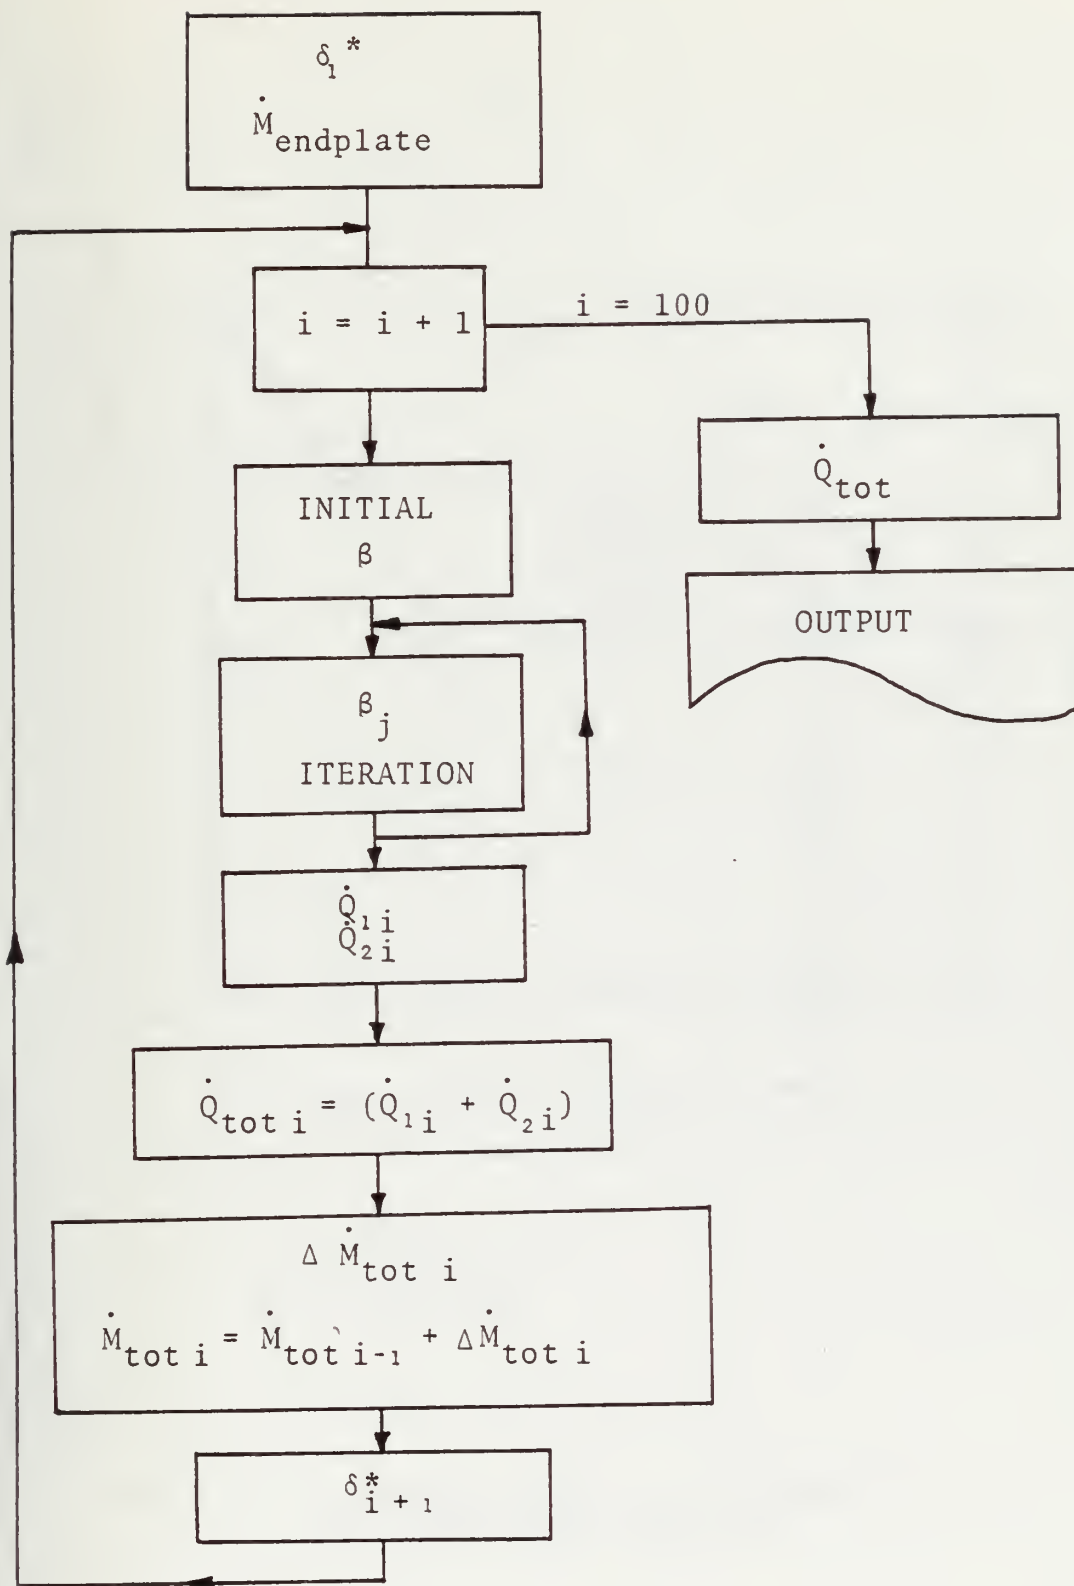 δ₁*
Ṁendplate
i = i + 1
i = 100
INITIAL
β
βj
ITERATION
Q̇₁i
Q̇₂i
Q̇tot i = (Q̇₁i + Q̇₂i)
Δ Ṁtot i
Ṁtot i = Ṁtot i-1 + ΔṀtot i
δ*i + 1
Q̇tot
OUTPUT